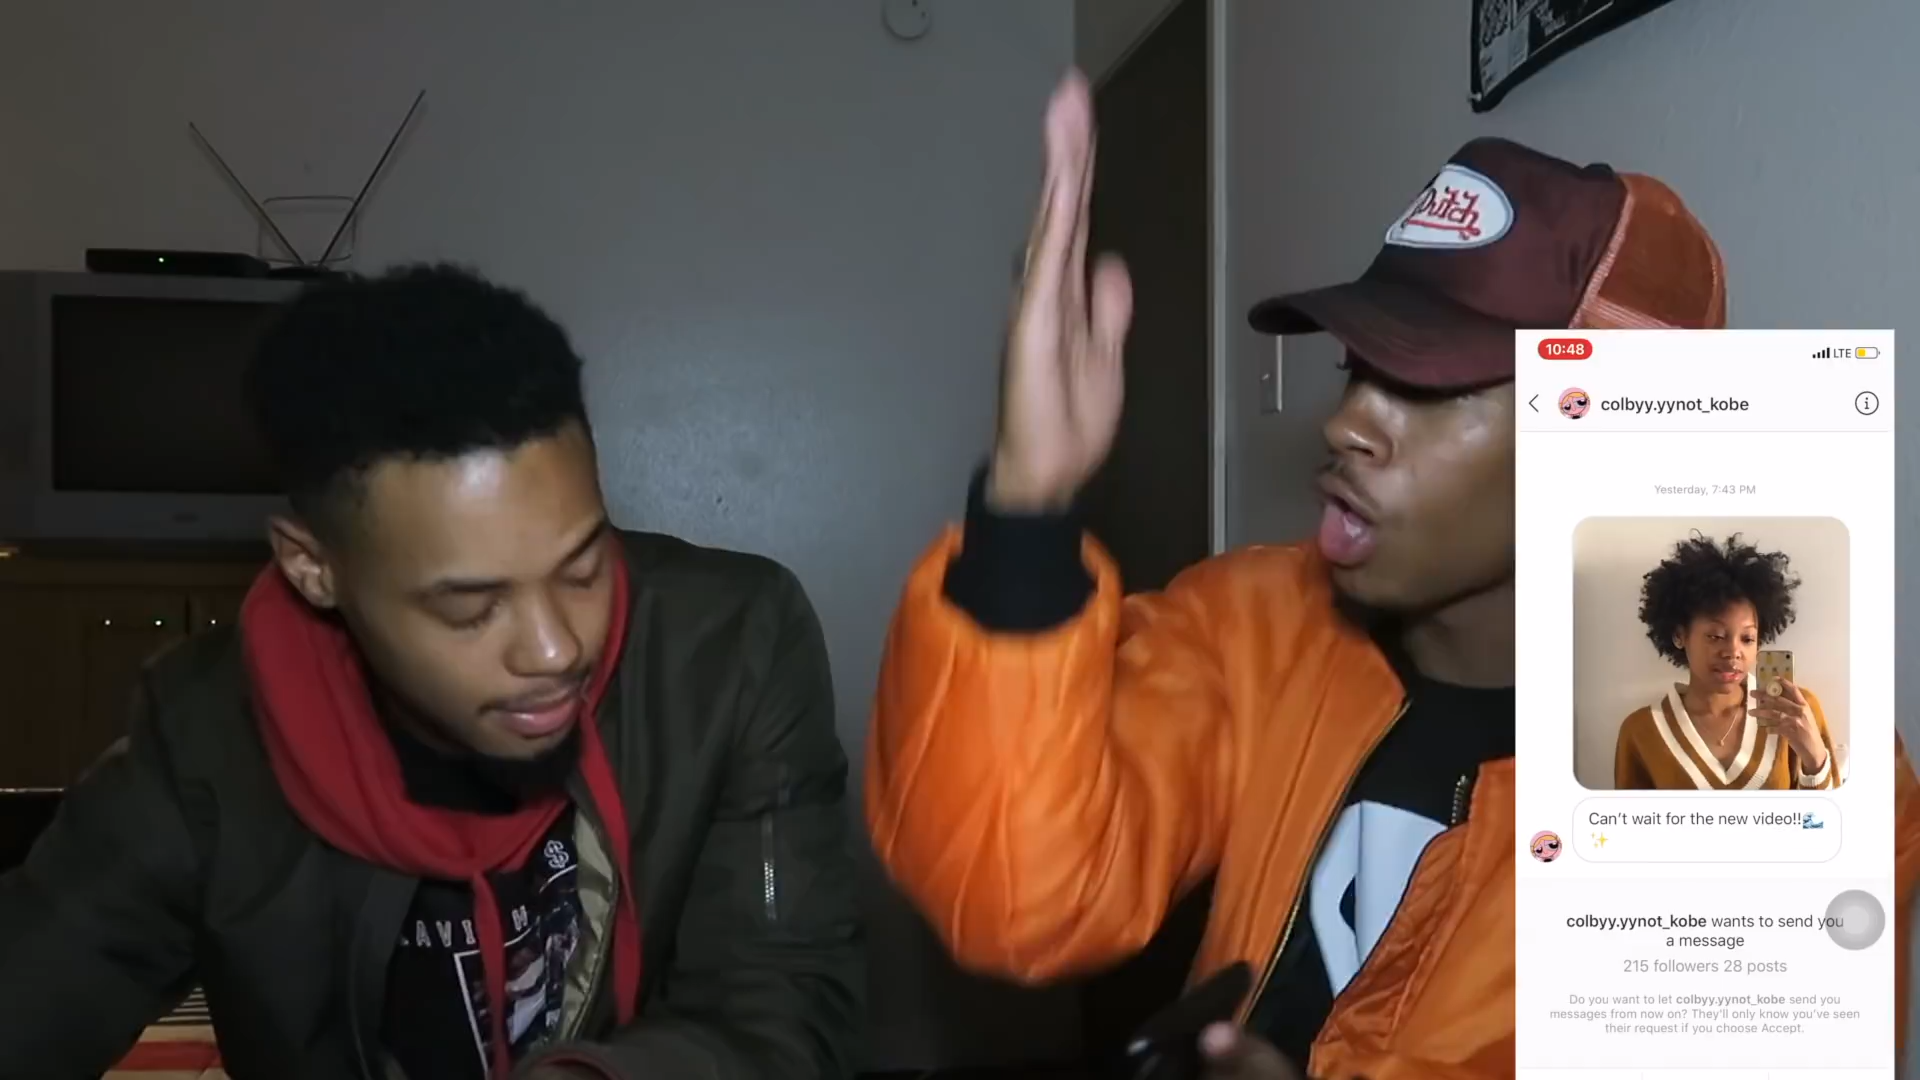 Dutch
$
LAVISH
10:48
LTE
colbyy.yynot_kobe
Yesterday, 7:43 PM
Can't wait for the new video!!🌊
✨
colbyy.yynot_kobe wants to send you
a message
215 followers 28 posts
Do you want to let colbyy.yynot_kobe send you
messages from now on? They'll only know you've seen
their request if you choose Accept.